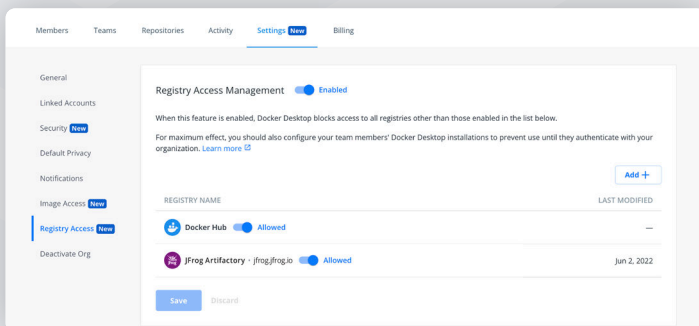 Members Teams Repositories Activity Settings New Billing
General
Linked Accounts
Security New
Default Privacy
Notifications
Image Access New
Registry Access New
Deactivate Org
Registry Access Management Enabled
When this feature is enabled, Docker Desktop blocks access to all registries other than those enabled in the list below.
For maximum effect, you should also configure your team members' Docker Desktop installations to prevent use until they authenticate with your
organization. Learn more
Add +
REGISTRY NAME LAST MODIFIED
Docker Hub Allowed —
JFrog Artifactory · jfrog.jfrog.io Allowed Jun 2, 2022
Save Discard